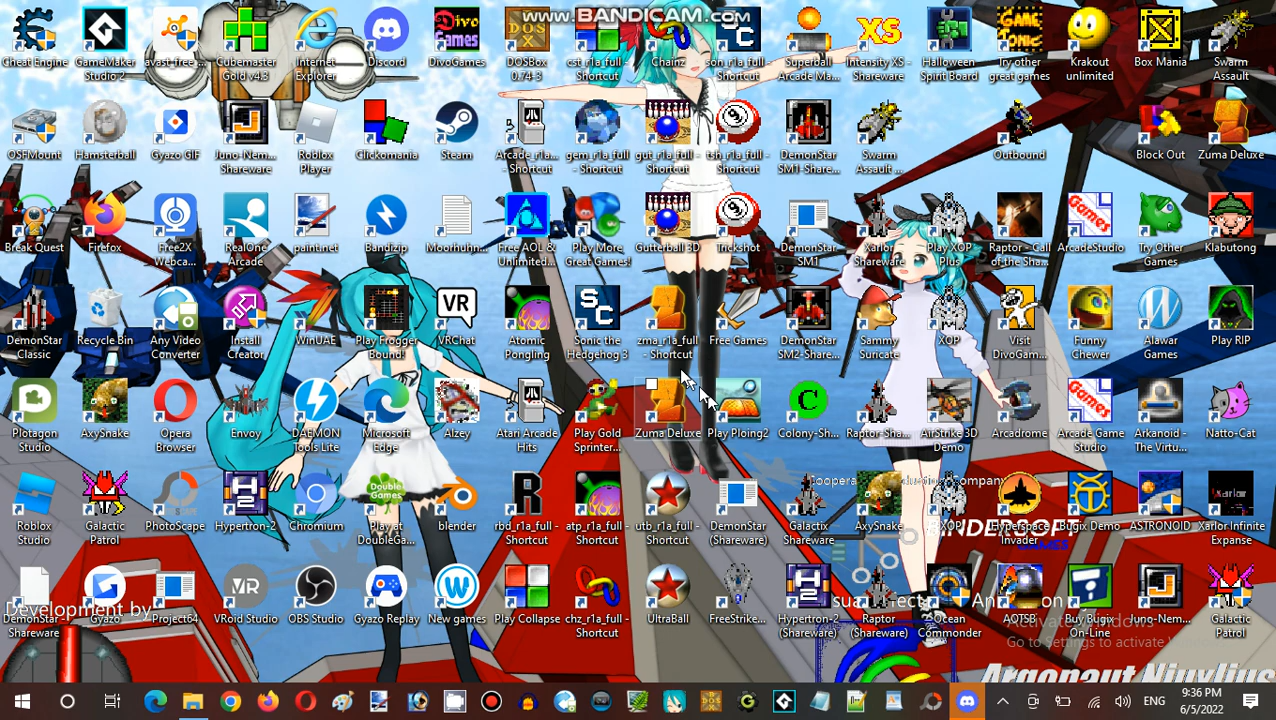 www.BANDICAM.com
Cheat Engine
GameMaker
Studio 2
avast_free_...
Cubemaster
Gold v4.3
Internet
Explorer
Discord
DivoGames
DOSBox
0.74-3
cst_r1a_full -
Shortcut
Chainz
son_r1a_full -
Shortcut
Superball
Arcade Ma...
Intensity XS -
Shareware
Halloween
Spirit Board
Try other
great games
Krakout
unlimited
Box Mania
Swarm
Assault
OSFMount
Hamsterball
Gyazo GIF
Juno-Nem...
Shareware
Roblox
Player
Clickomania
Steam
Arcade_r1a...
- Shortcut
gem_r1a_full
- Shortcut
gut_r1a_full -
Shortcut
tsh_r1a_full -
Shortcut
DemonStar
SM1-Share...
Swarm
Assault ...
Outbound
Block Out
Zuma Deluxe
Break Quest
Firefox
Free2X
Webca...
RealOne
Arcade
paint.net
Bandizip
Moorhuhn...
Free AOL &
Unlimited...
Play More
Great Games!
Gutterball 3D
Trickshot
DemonStar
SM1
Xarlor
Shareware
Play XOP
Plus
Raptor - Call
of the Sha...
ArcadeStudio
Try Other
Games
Klabutong
DemonStar
Classic
Recycle Bin
Any Video
Converter
Install
Creator
WinUAE
Play Frogger
Bound!
VRChat
Atomic
Pongling
Sonic the
Hedgehog 3
zma_r1a_full
- Shortcut
Free Games
DemonStar
SM2-Share...
Sammy
Suricate
XOP
Visit
DivoGam...
Funny
Chewer
Alawar
Games
Play RIP
Plotagon
Studio
AxySnake
Opera
Browser
Envoy
DAEMON
Tools Lite
Microsoft
Edge
Alzey
Atari Arcade
Hits
Play Gold
Sprinter...
Zuma Deluxe
Play Ploing2
Colony-Sh...
Raptor-Sha...
AirStrike 3D
Demo
Arcadrome
Arcade Game
Studio
Arkanoid -
The Virtu...
Natto-Cat
Roblox
Studio
Galactic
Patrol
PhotoScape
Hypertron-2
Chromium
Play at
DoubleGa...
blender
rbd_r1a_full -
Shortcut
atp_r1a_full -
Shortcut
utb_r1a_full -
Shortcut
DemonStar
(Shareware)
Galactix
Shareware
AxySnake
XOP
Hyperspace
Invader
Bugix Demo
ASTRONOID
Xarlor Infinite
Expanse
DemonStar
Shareware
Gyazo
Project64
VRoid Studio
OBS Studio
Gyazo Replay
New games
Play Collapse
chz_r1a_full -
Shortcut
UltraBall
FreeStrike...
Hypertron-2
(Shareware)
Raptor
(Shareware)
Ocean
Commonder
AOTSB
Buy Bugix
On-Line
Juno-Nem...
Shareware
Galactic
Patrol
Development by
GAMES
Activate Windows
Go to Settings to activate
Argonaut
ENG
9:36 PM
6/5/2022